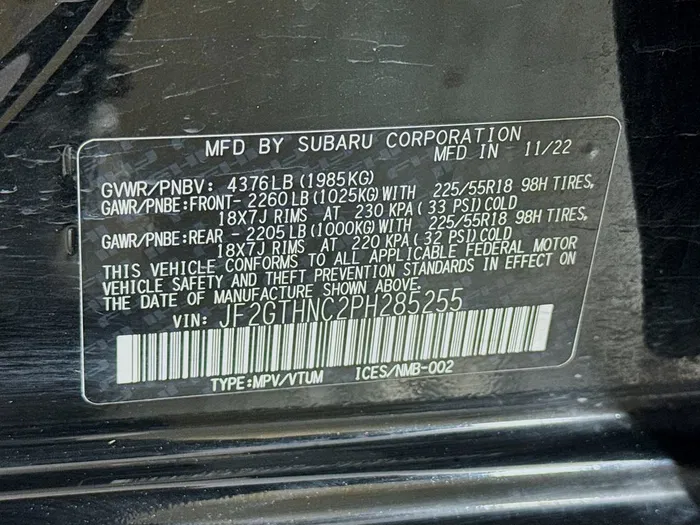 MFD BY SUBARU CORPORATION
MFD IN 11/22
GVWR/PNBV: 4376LB (1985KG)
GAWR/PNBE:FRONT- 2260 LB (1025KG)WITH 225/55R18 98H TIRES,
18X7J RIMS AT 230 KPA (33 PSI)COLD
GAWR/PNBE:REAR - 2205 LB (1000KG)WITH 225/55R18 98H TIRES,
18X7J RIMS AT 220 KPA (32 PSI)COLD
THIS VEHICLE CONFORMS TO ALL APPLICABLE FEDERAL MOTOR
VEHICLE SAFETY AND THEFT PREVENTION STANDARDS IN EFFECT ON
THE DATE OF MANUFACTURE SHOWN ABOVE.
VIN: JF2GTHNC2PH285255
TYPE:MPV/VTUM ICES/NMB-002